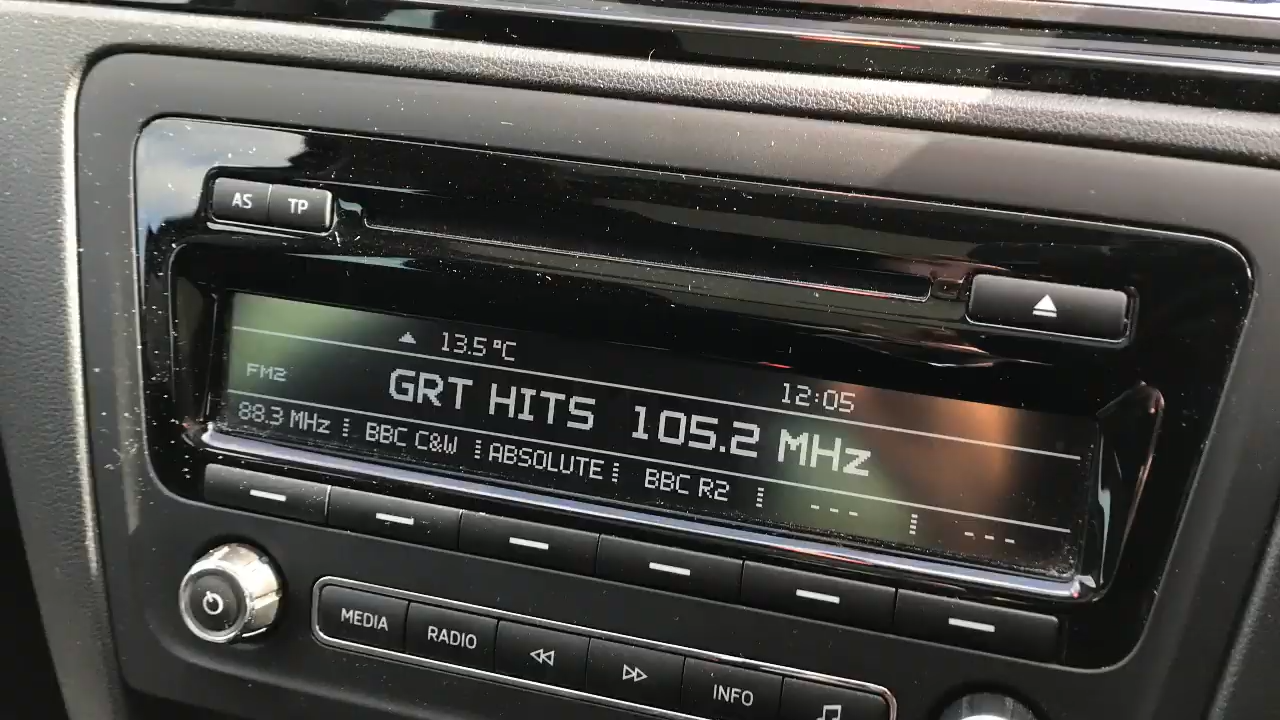 AS TP
13.5 °C 12:05
FM2 GRT HITS 105.2 MHz
88.3 MHz BBC C&W ABSOLUTE BBC R2 --- ---
MEDIA RADIO INFO